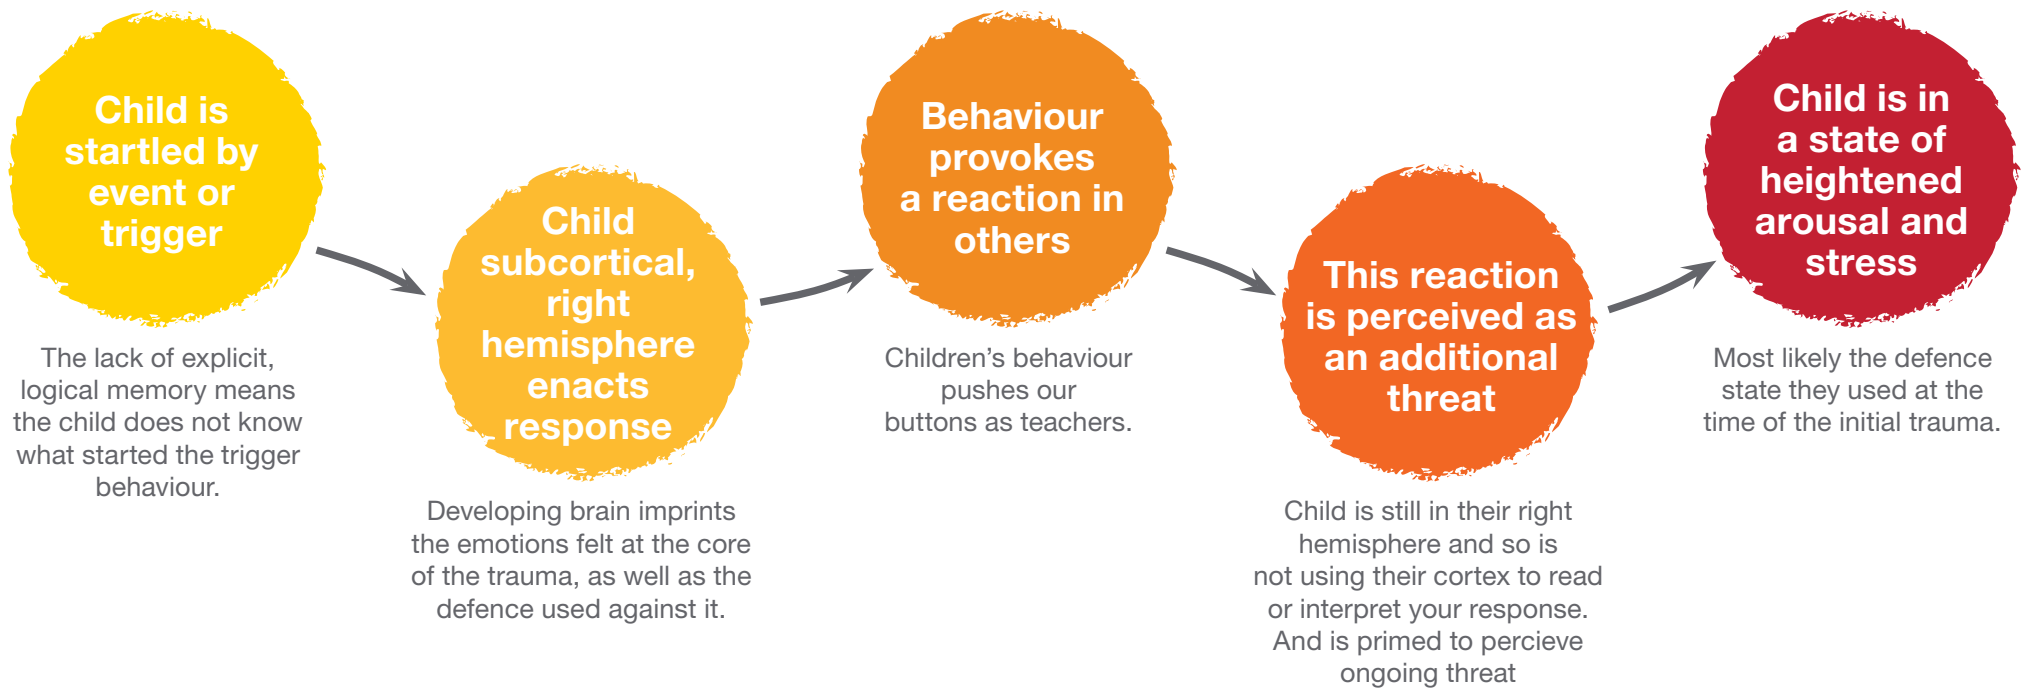 Child is
startled by
event or
trigger
The lack of explicit,
logical memory means
the child does not know
what started the trigger
behaviour.
Child
subcortical,
right
hemisphere
enacts
response
Developing brain imprints
the emotions felt at the core
of the trauma, as well as the
defence used against it.
Behaviour
provokes
a reaction in
others
Children’s behaviour
pushes our
buttons as teachers.
This reaction
is perceived as
an additional
threat
Child is still in their right
hemisphere and so is
not using their cortex to read
or interpret your response.
And is primed to percieve
ongoing threat
Child is in
a state of
heightened
arousal and
stress
Most likely the defence
state they used at the
time of the initial trauma.